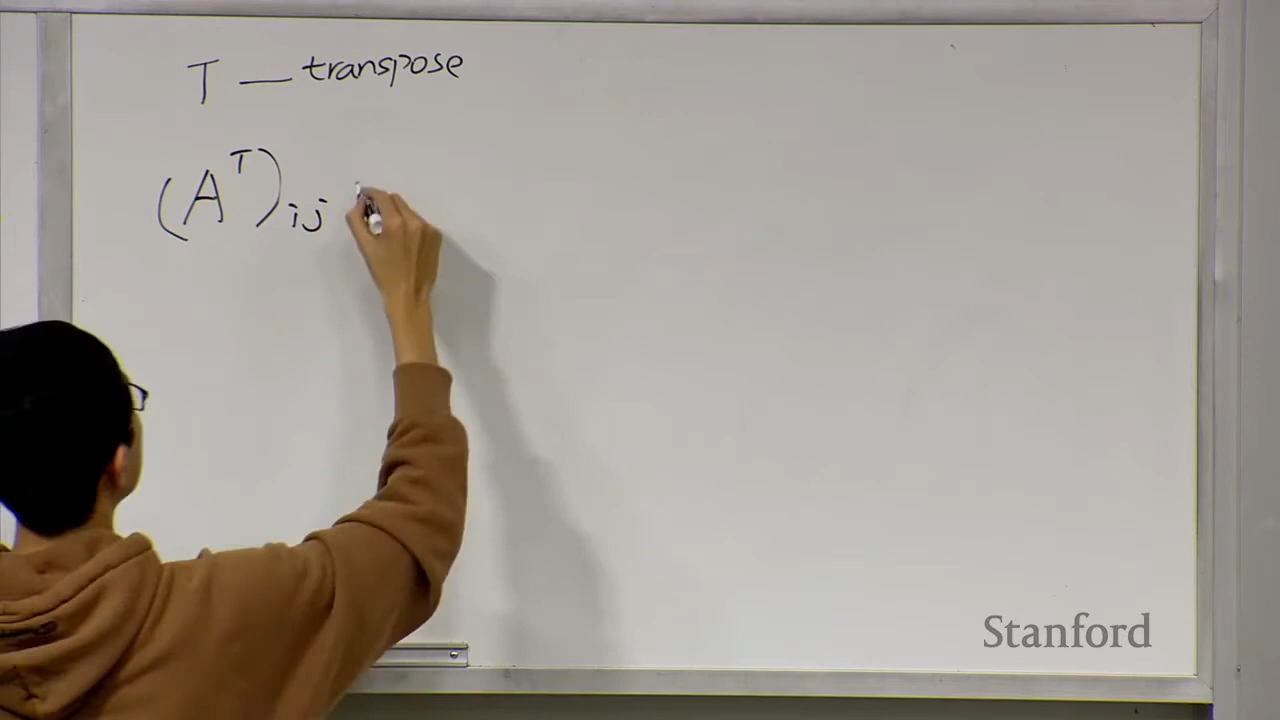 T — transpose
(A^T)_ij
Stanford